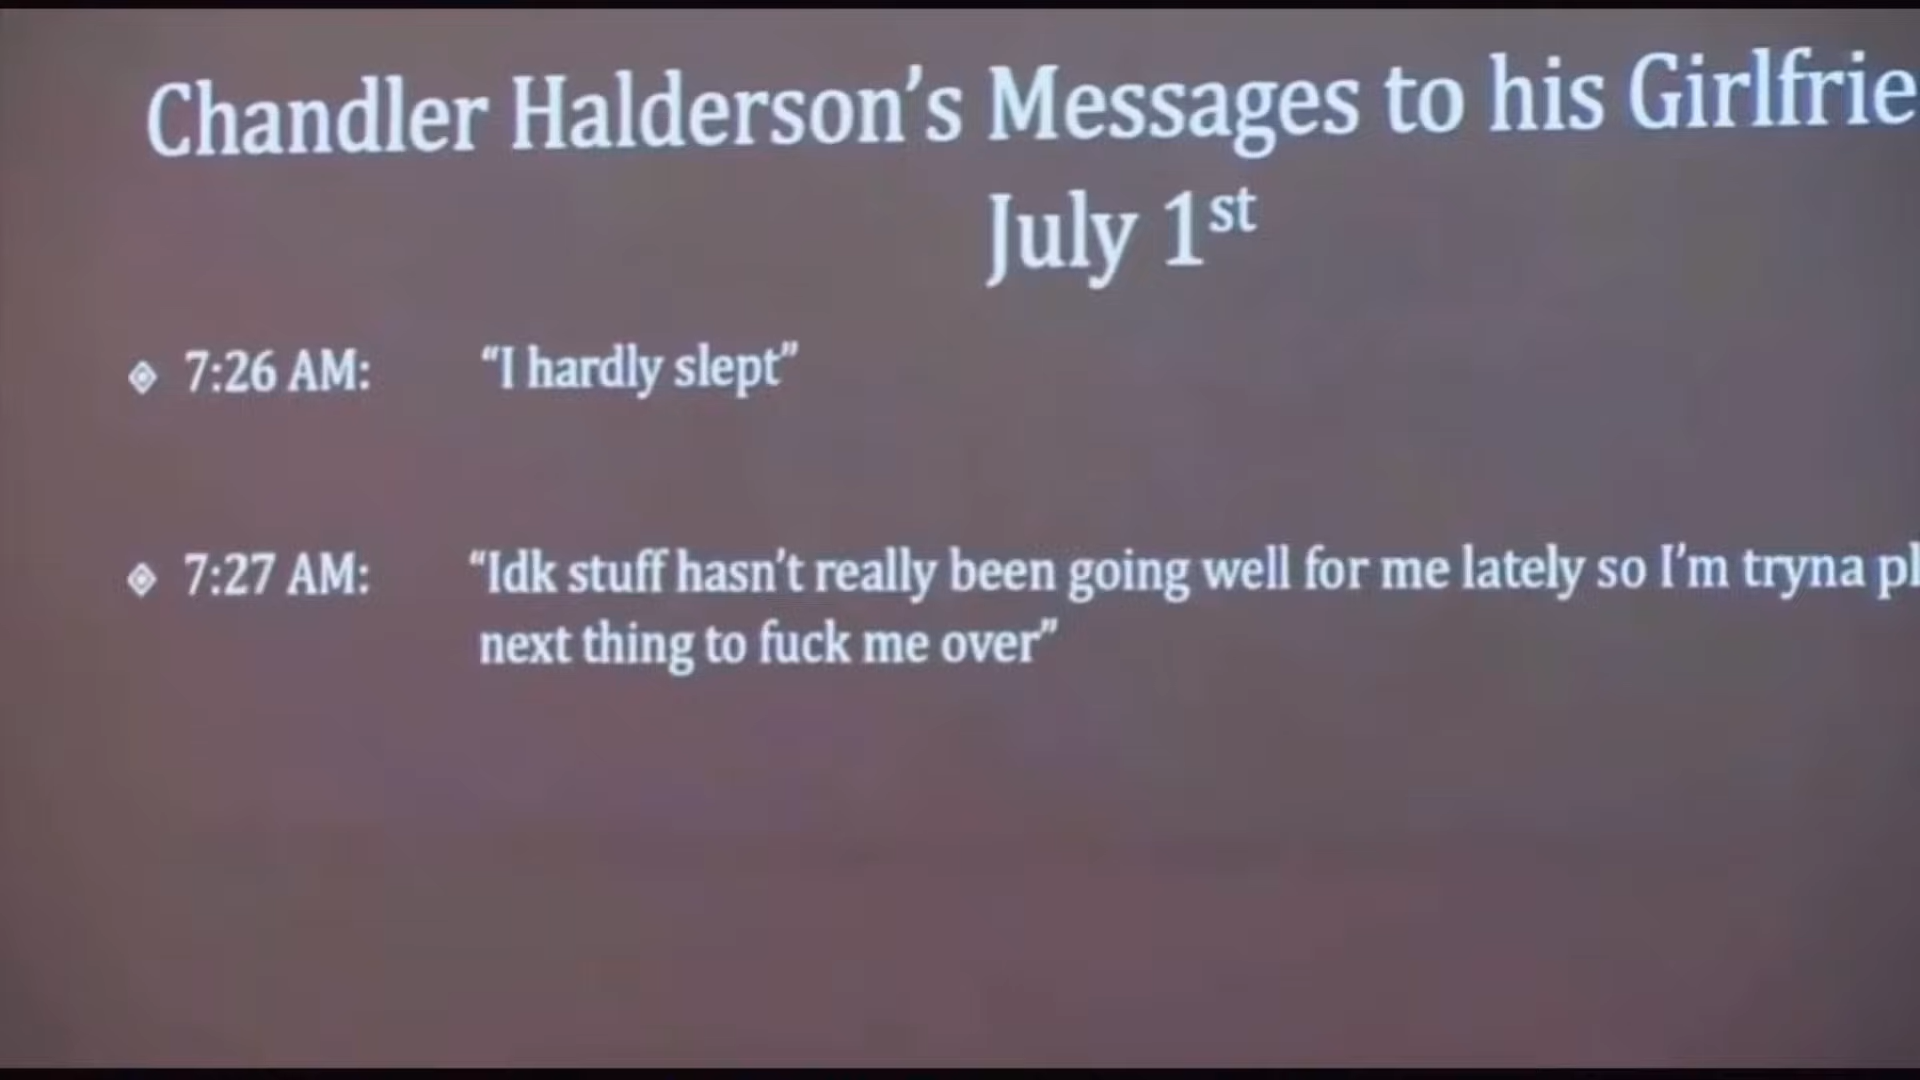 Chandler Halderson's Messages to his Girlfrie
July 1st
7:26 AM: "I hardly slept"
7:27 AM: "Idk stuff hasn't really been going well for me lately so I'm tryna pl
next thing to fuck me over"